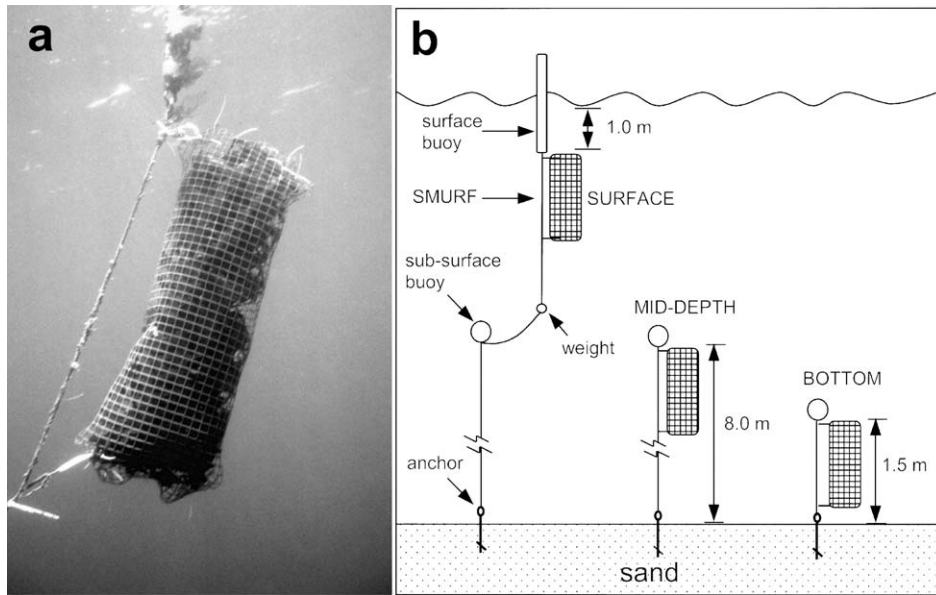 a
b
surface
buoy
1.0 m
SMURF
SURFACE
sub-surface
buoy
weight
MID-DEPTH
BOTTOM
8.0 m
1.5 m
anchor
sand